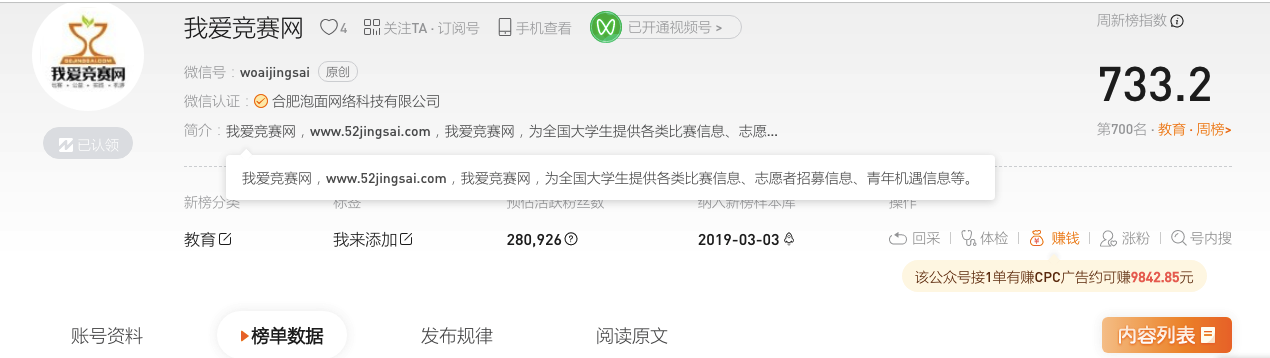 我爱竞赛网 4 关注TA · 订阅号 手机查看 已开通视频号 >
周新榜指数
52JINGSAI.COM
我爱竞赛网
微信号：woaijingsai 原创
733.2
微信认证：合肥泡面网络科技有限公司
简介：我爱竞赛网，www.52jingsai.com，我爱竞赛网，为全国大学生提供各类比赛信息、志愿...
第700名 · 教育 · 周榜>
已认领
我爱竞赛网，www.52jingsai.com，我爱竞赛网，为全国大学生提供各类比赛信息、志愿者招募信息、青年机遇信息等。
新榜分类 标签 预估活跃粉丝数 纳入新榜样本库 操作
教育 我来添加 280,926 2019-03-03 回采 体检 赚钱 涨粉 号内搜
该公众号接1单有赚CPC广告约可赚9842.85元
账号资料 榜单数据 发布规律 阅读原文 内容列表